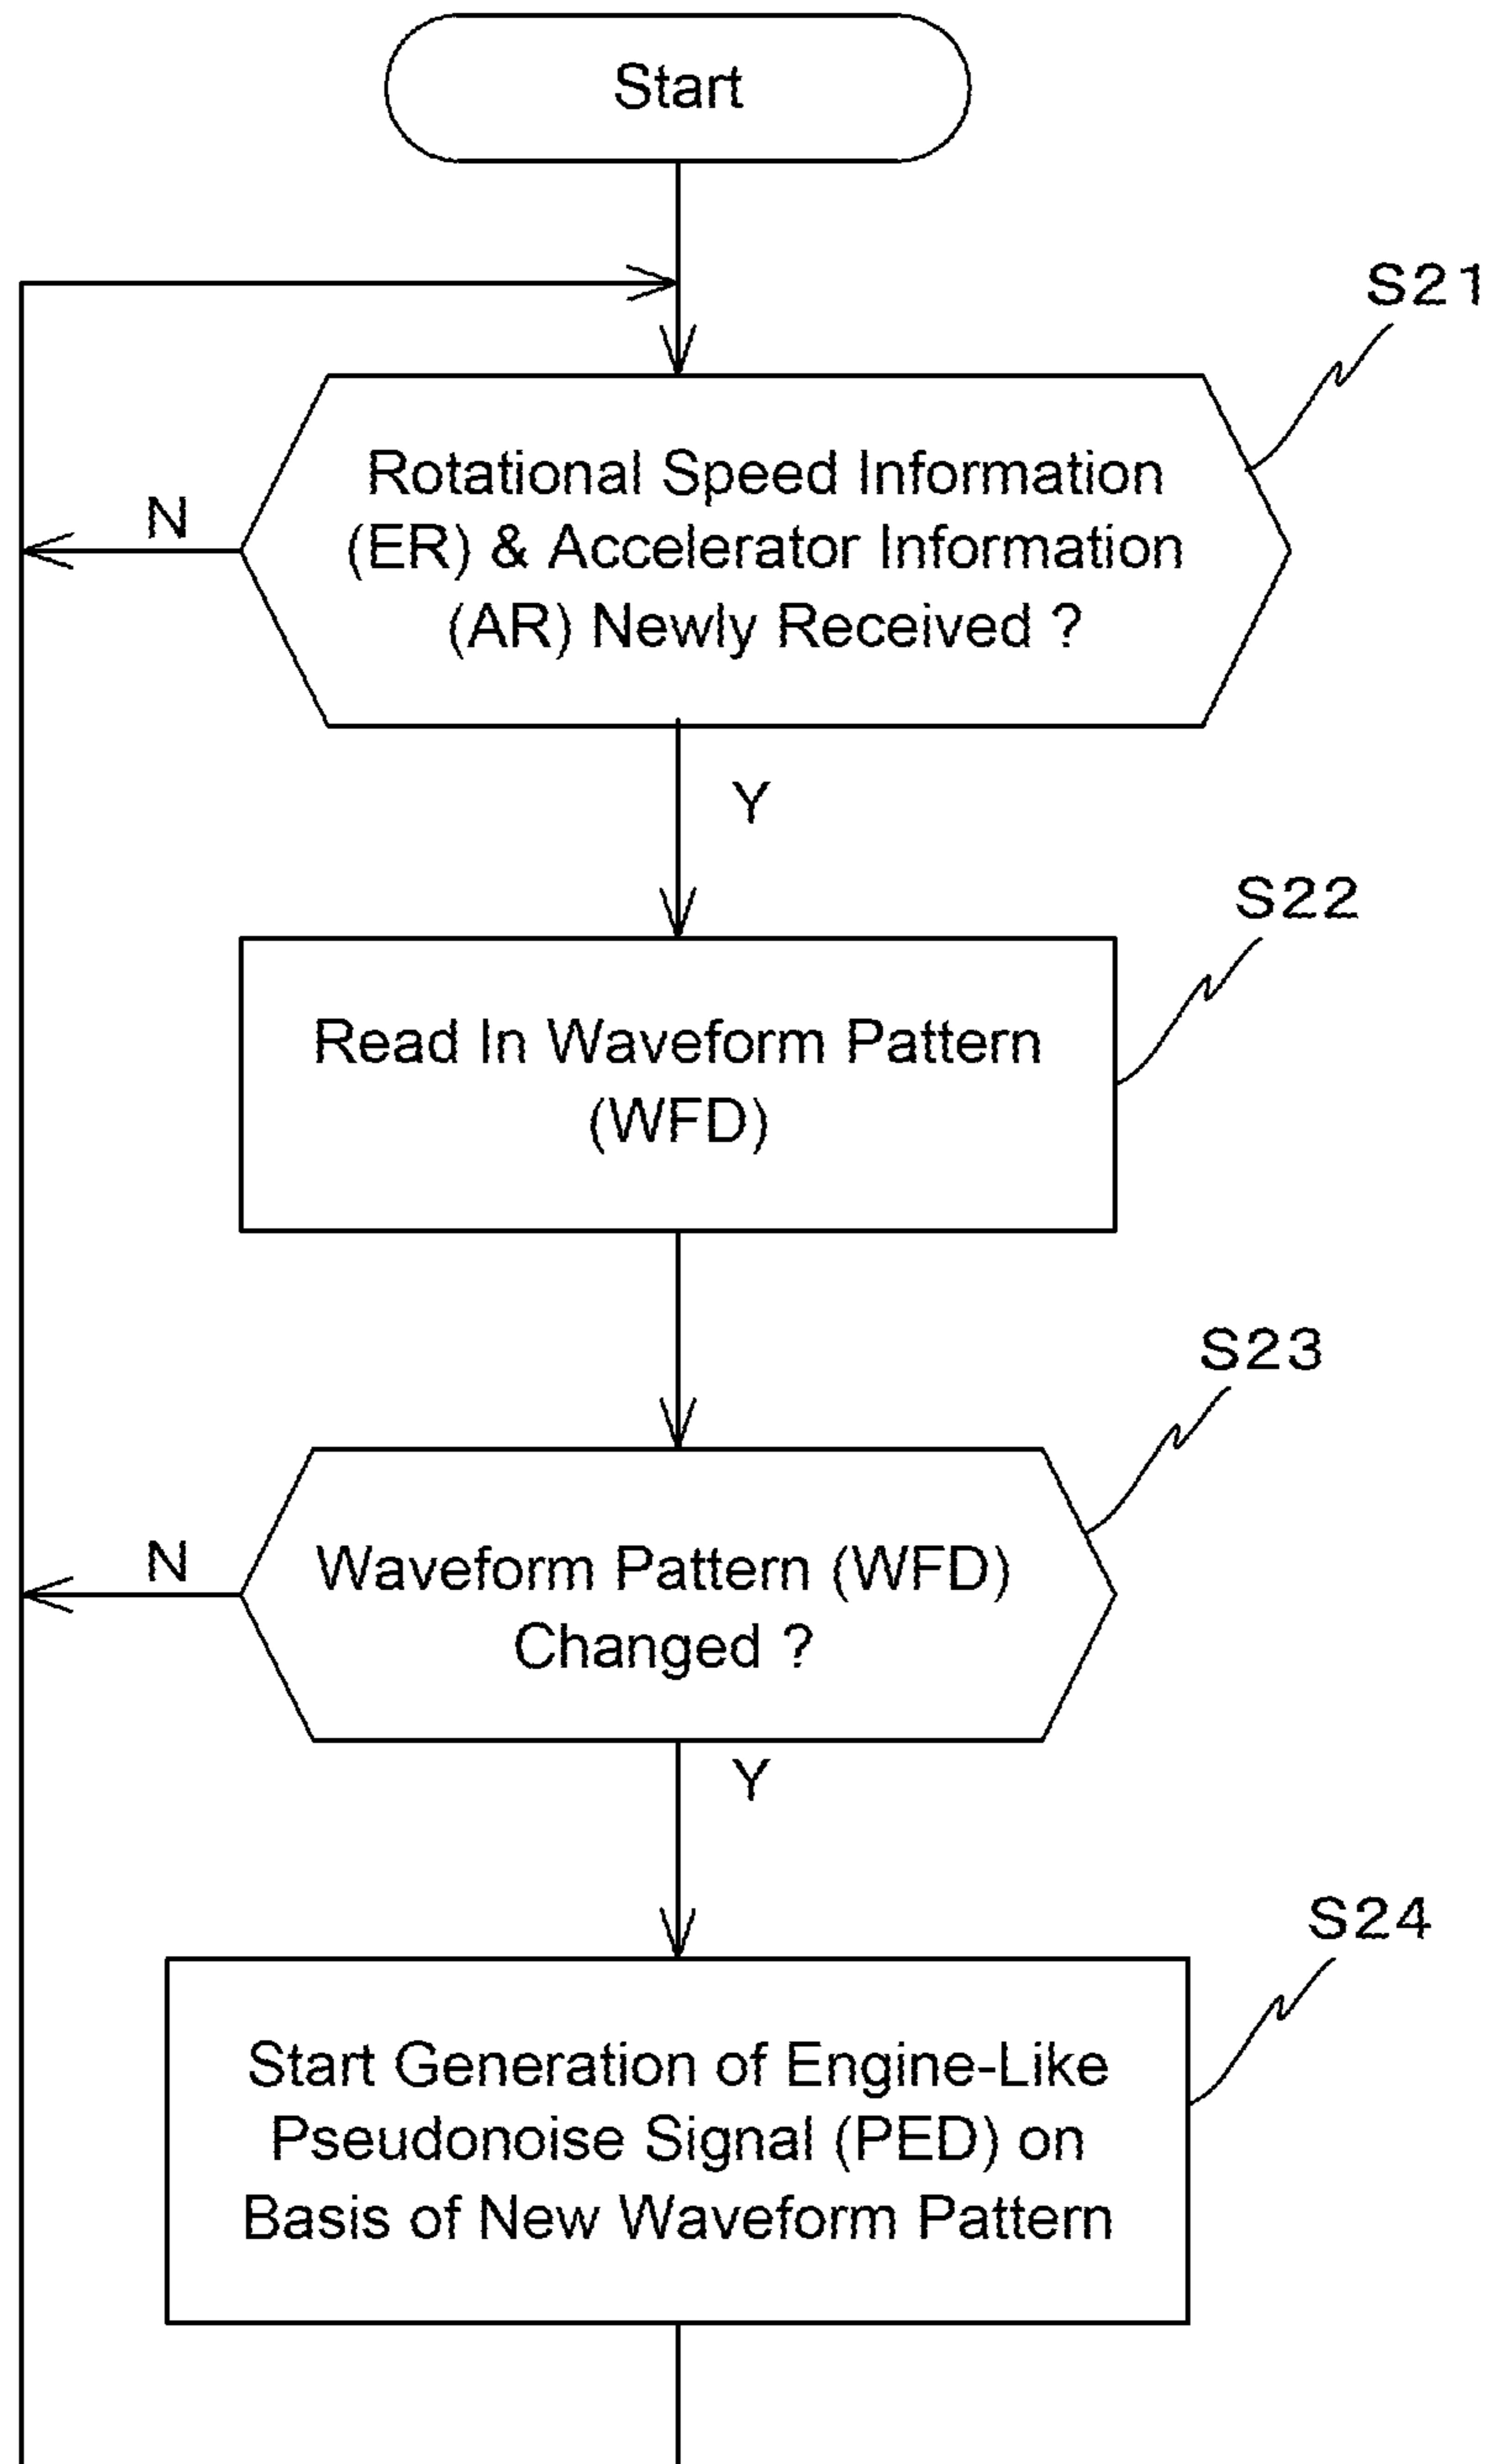 Start
S21
Rotational Speed Information
(ER) & Accelerator Information
(AR) Newly Received ?
N
Y
S22
Read In Waveform Pattern
(WFD)
S23
N
Waveform Pattern (WFD)
Changed ?
Y
S24
Start Generation of Engine-Like
Pseudonoise Signal (PED) on
Basis of New Waveform Pattern